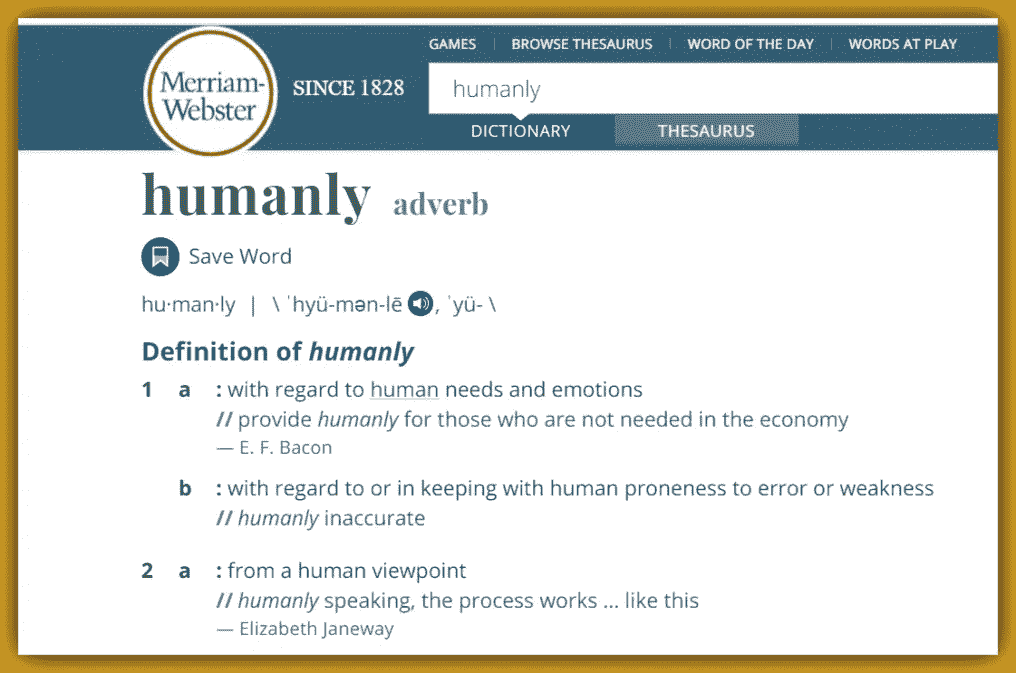 GAMES | BROWSE THESAURUS | WORD OF THE DAY | WORDS AT PLAY
Merriam-
Webster
SINCE 1828
humanly
DICTIONARY THESAURUS
humanly adverb
Save Word
hu·man·ly | \ ˈhyü-mən-lē , ˈyü- \
Definition of humanly
1 a : with regard to human needs and emotions
// provide humanly for those who are not needed in the economy
— E. F. Bacon
b : with regard to or in keeping with human proneness to error or weakness
// humanly inaccurate
2 a : from a human viewpoint
// humanly speaking, the process works ... like this
— Elizabeth Janeway